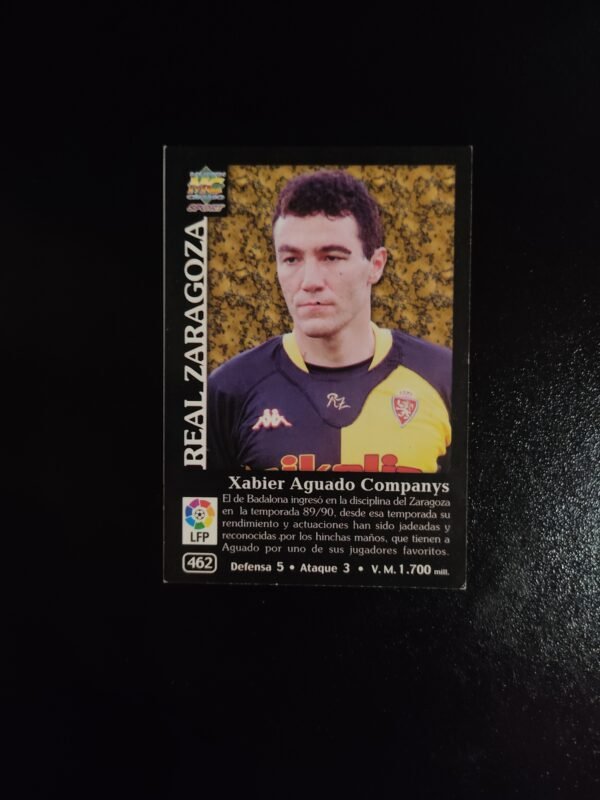 REAL ZARAGOZA
RZ
Xabier Aguado Companys
El de Badalona ingresó en la disciplina del Zaragoza
en la temporada 89/90, desde esa temporada su
rendimiento y actuaciones han sido jadeadas y
reconocidas por los hinchas maños, que tienen a
Aguado por uno de sus jugadores favoritos.
LFP
462
Defensa 5 • Ataque 3 • V. M. 1.700 mill.